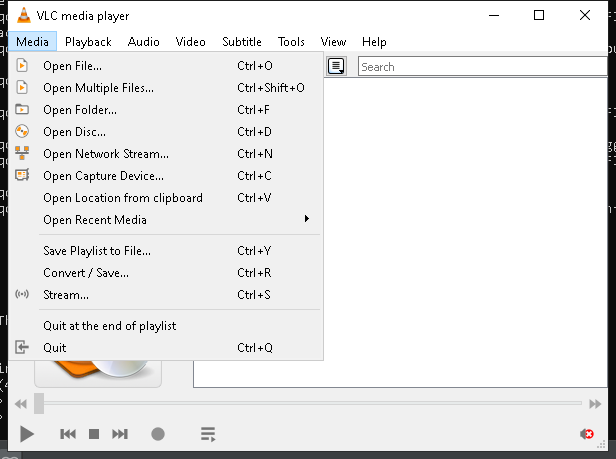 VLC media player
Media Playback Audio Video Subtitle Tools View Help
Open File... Ctrl+O
Search
Open Multiple Files... Ctrl+Shift+O
Open Folder... Ctrl+F
Open Disc... Ctrl+D
Open Network Stream... Ctrl+N
Open Capture Device... Ctrl+C
Open Location from clipboard Ctrl+V
Open Recent Media
Save Playlist to File... Ctrl+Y
Convert / Save... Ctrl+R
Stream... Ctrl+S
Quit at the end of playlist
Quit Ctrl+Q